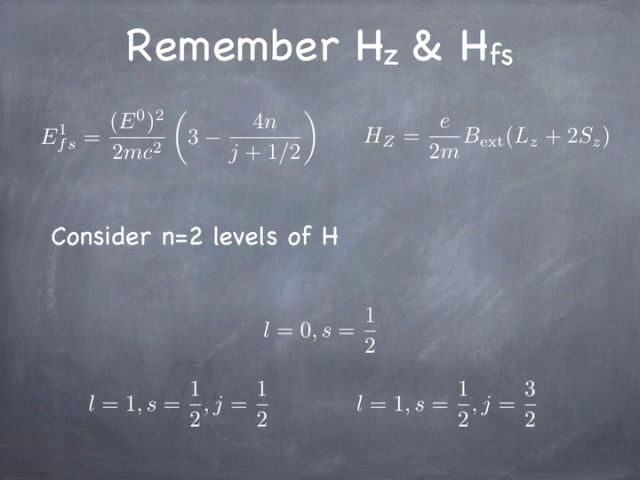 Remember Hz & Hfs
E^1_{fs} = \frac{(E^0)^2}{2mc^2} \left( 3 - \frac{4n}{j + 1/2} \right)    H_Z = \frac{e}{2m} B_{ext} (L_z + 2S_z)
Consider n=2 levels of H
l = 0, s = \frac{1}{2}
l = 1, s = \frac{1}{2}, j = \frac{1}{2}    l = 1, s = \frac{1}{2}, j = \frac{3}{2}